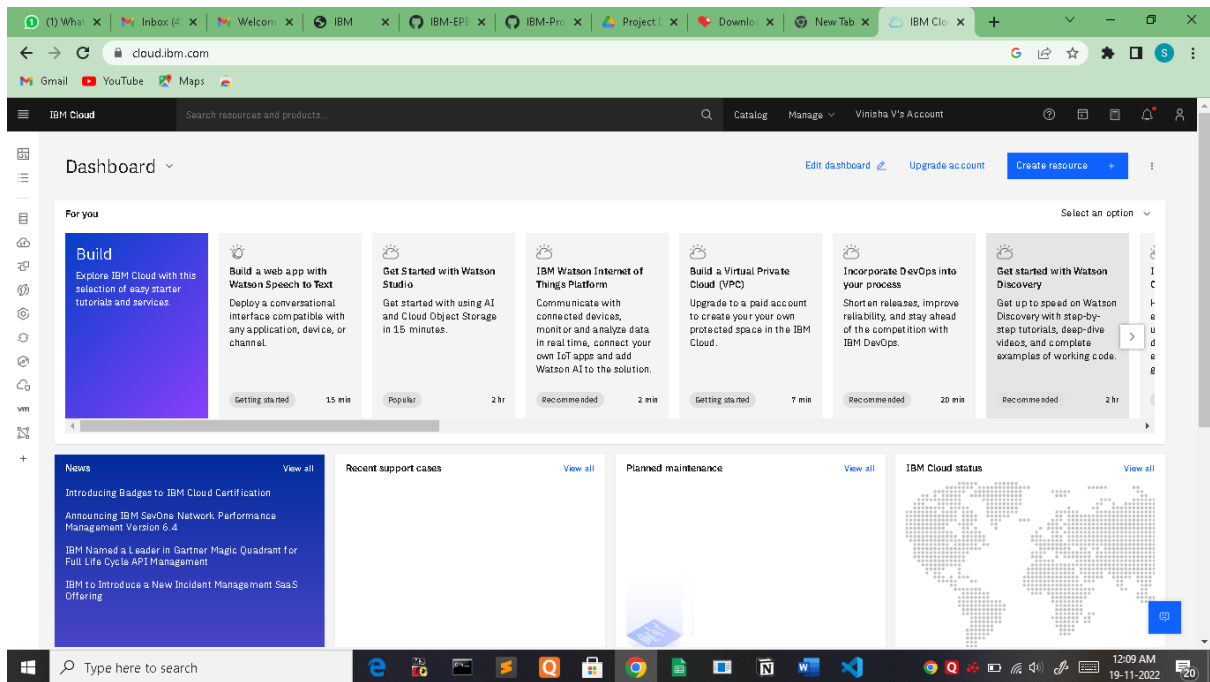 (1) What
Inbox (4
Welcom
IBM
IBM-EPB
IBM-Pro
Project D
Downlo
New Tab
IBM Clo
cloud.ibm.com
S
Gmail
YouTube
Maps
IBM Cloud
Search resources and products...
Catalog
Manage
Vinisha V's Account
Dashboard
Edit dashboard
Upgrade account
Create resource +
For you
Select an option
Build
Explore IBM Cloud with this
selection of easy starter
tutorials and services.
Build a web app with
Watson Speech to Text
Deploy a conversational
interface compatible with
any application, device, or
channel.
Getting started
15 min
Get Started with Watson
Studio
Get started with using AI
and Cloud Object Storage
in 15 minutes.
Popular
2 hr
IBM Watson Internet of
Things Platform
Communicate with
connected devices,
monitor and analyze data
in real time, connect your
own IoT apps and add
Watson AI to the solution.
Recommended
2 min
Build a Virtual Private
Cloud (VPC)
Upgrade to a paid account
to create your your own
protected space in the IBM
Cloud.
Getting started
7 min
Incorporate DevOps into
your process
Shorten releases, improve
reliability, and stay ahead
of the competition with
IBM DevOps.
Recommended
20 min
Get started with Watson
Discovery
Get up to speed on Watson
Discovery with step-by-
step tutorials, deep-dive
videos, and complete
examples of working code.
Recommended
2 hr
vm
News
View all
Introducing Badges to IBM Cloud Certification
Announcing IBM SevOne Network Performance
Management Version 6.4
IBM Named a Leader in Gartner Magic Quadrant for
Full Life Cycle API Management
IBM to Introduce a New Incident Management SaaS
Offering
Recent support cases
View all
Planned maintenance
View all
IBM Cloud status
View all
Type here to search
12:09 AM
19-11-2022
20